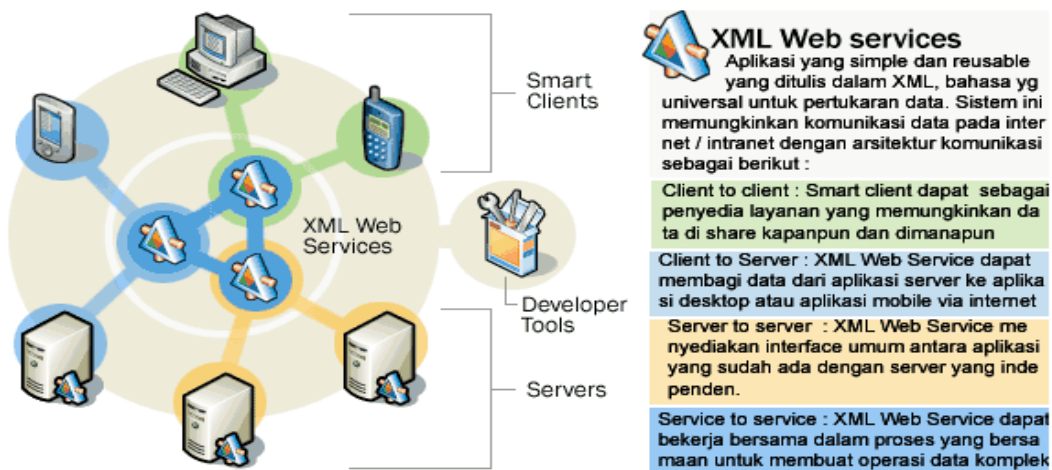 Smart
Clients
XML Web
Services
Developer
Tools
Servers
XML Web services
Aplikasi yang simple dan reusable
yang ditulis dalam XML, bahasa yg
universal untuk pertukaran data. Sistem ini
memungkinkan komunikasi data pada inter
net / intranet dengan arsitektur komunikasi
sebagai berikut :
Client to client : Smart client dapat sebagai
penyedia layanan yang memungkinkan da
ta di share kapanpun dan dimanapun
Client to Server : XML Web Service dapat
membagi data dari aplikasi server ke aplika
si desktop atau aplikasi mobile via internet
Server to server : XML Web Service me
nyediakan interface umum antara aplikasi
yang sudah ada dengan server yang inde
penden.
Service to service : XML Web Service dapat
bekerja bersama dalam proses yang bersa
maan untuk membuat operasi data komplek